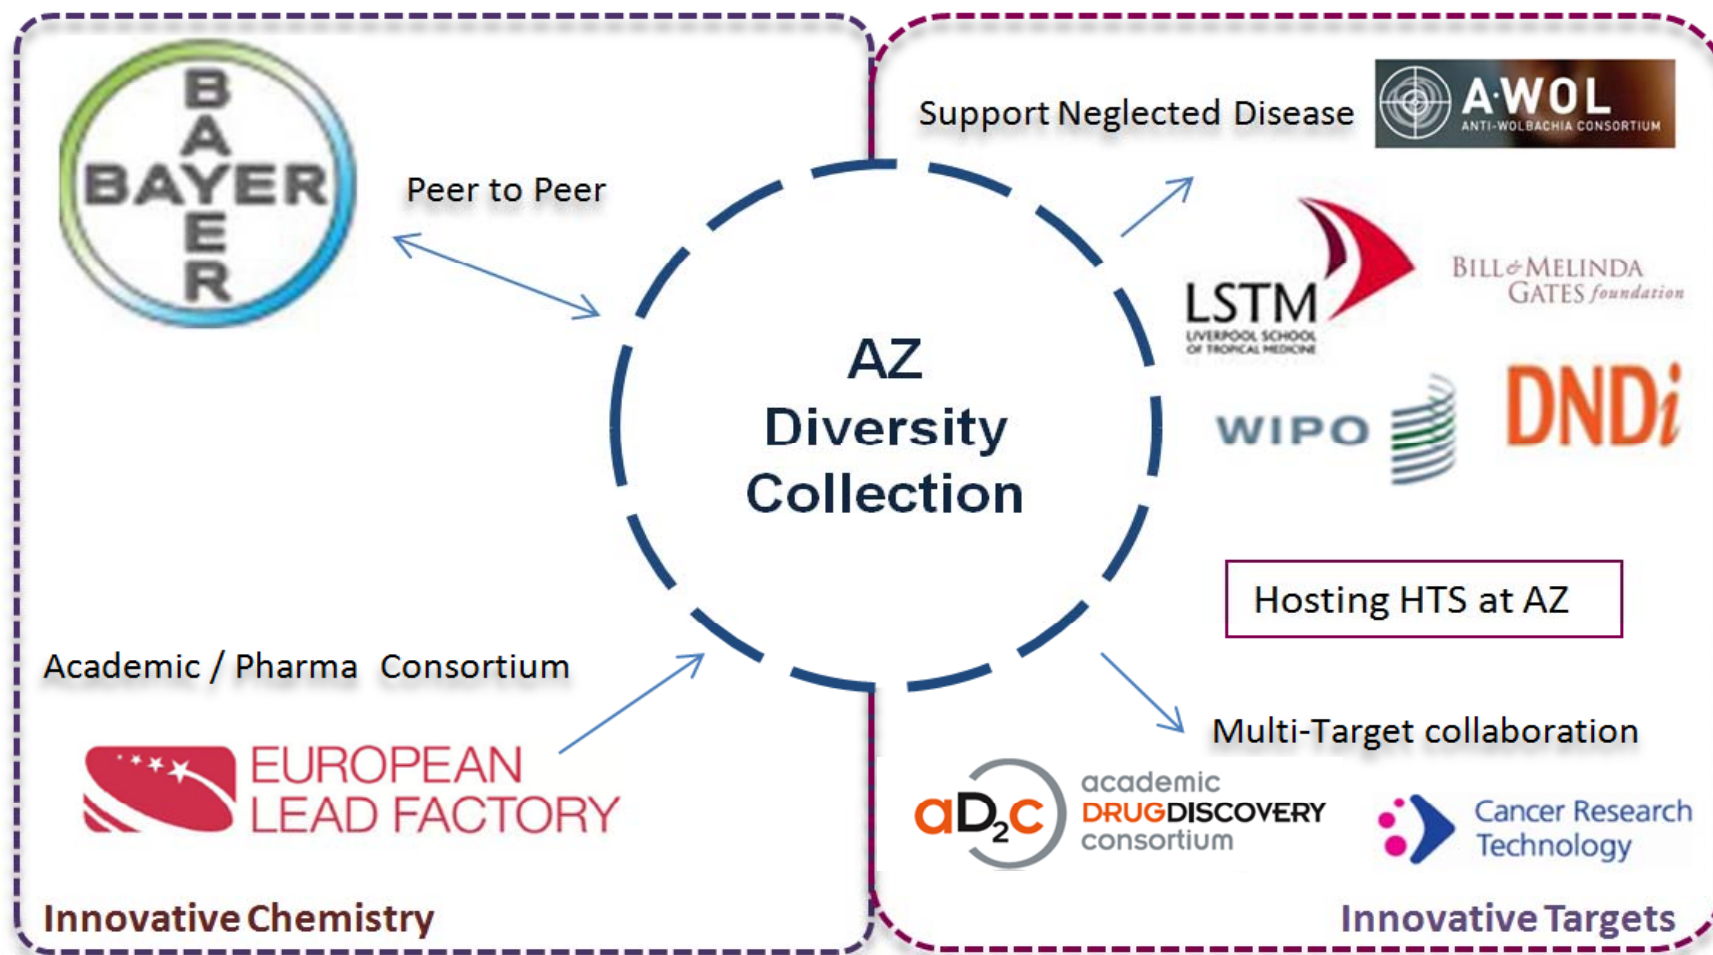 BAYER
BAYER
Peer to Peer
Academic / Pharma Consortium
EUROPEAN
LEAD FACTORY
Innovative Chemistry
AZ
Diversity
Collection
Support Neglected Disease
A·WOL
ANTI-WOLBACHIA CONSORTIUM
LSTM
LIVERPOOL SCHOOL
OF TROPICAL MEDICINE
BILL & MELINDA
GATES foundation
WIPO
DNDi
Hosting HTS at AZ
Multi-Target collaboration
aD2c
academic
DRUGDISCOVERY
consortium
Cancer Research
Technology
Innovative Targets